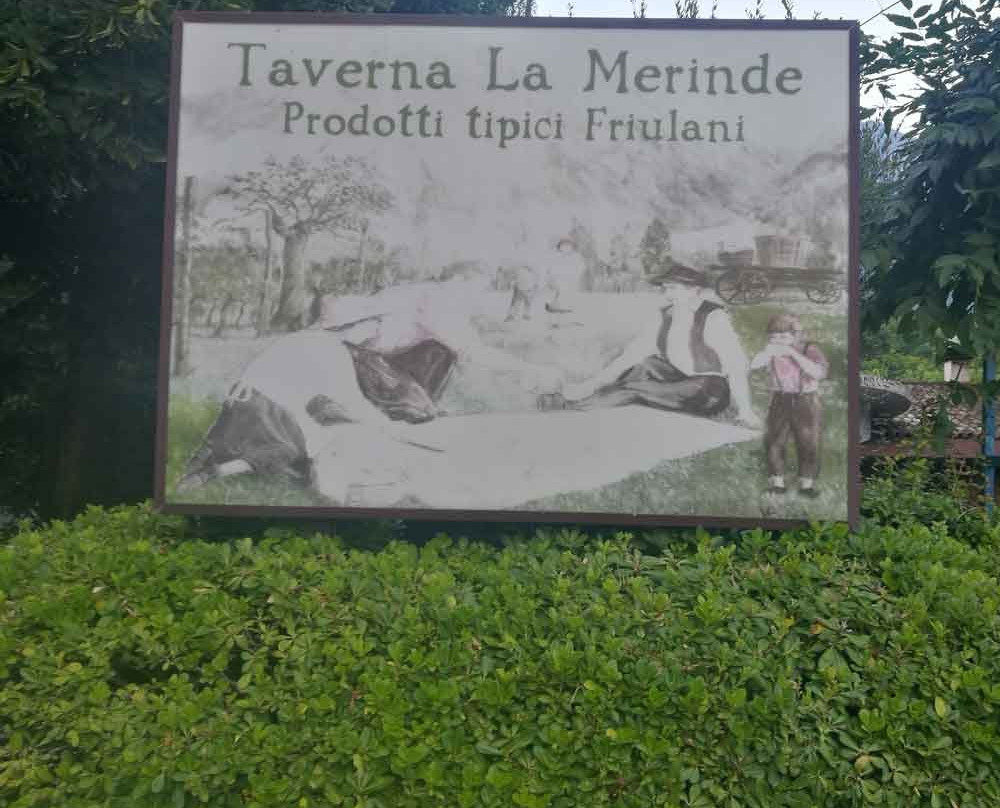 Taverna La Merinde
Prodotti tipici Friulani